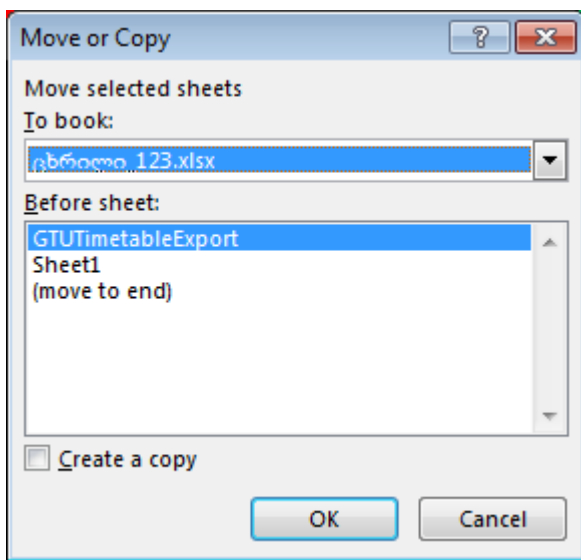 Move or Copy
Move selected sheets
To book:
ცხრილი_123.xlsx
Before sheet:
GTUTimetableExport
Sheet1
(move to end)
Create a copy
OK
Cancel